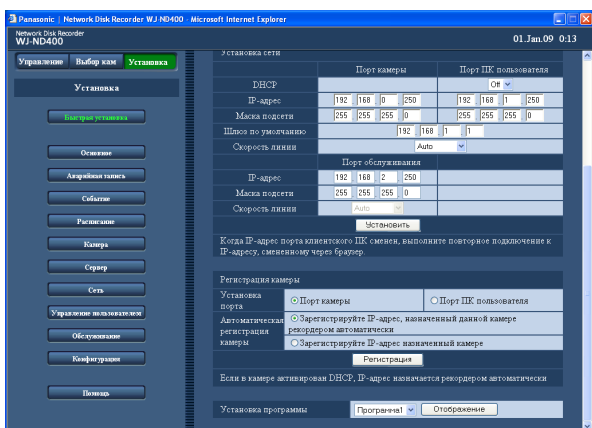 Panasonic | Network Disk Recorder WJ-ND400 - Microsoft Internet Explorer
Network Disk Recorder
WJ-ND400
01.Jan.09 0:13
Управление Выбор кам Установка
Установка
Быстрая установка
Основное
Аварийная запись
Событие
Расписание
Камера
Сервер
Сеть
Управление пользователем
Обслуживание
Конфигурация
Помощь
Установка сети
Порт камеры Порт ПК пользователя
DHCP Off
IP-адрес 192 . 168 . 0 . 250 192 . 168 . 1 . 250
Маска подсети 255 . 255 . 255 . 0 255 . 255 . 255 . 0
Шлюз по умолчанию 192 . 168 . 1 . 1
Скорость линии Auto
Порт обслуживания
IP-адрес 192 . 168 . 2 . 250
Маска подсети 255 . 255 . 255 . 0
Скорость линии Auto
Установить
Когда IP-адрес порта клиентского ПК сменен, выполните повторное подключение к
IP-адресу, смененному через браузер.
Регистрация камеры
Установка порта Порт камеры Порт ПК пользователя
Автоматическая регистрация камеры
Зарегистрируйте IP-адрес, назначенный данной камере
рекордером автоматически
Зарегистрируйте IP-адрес назначенный камере
Регистрация
Если в камере активирован DHCP, IP-адрес назначается рекордером автоматически
Установка программы Программа1 Отображение